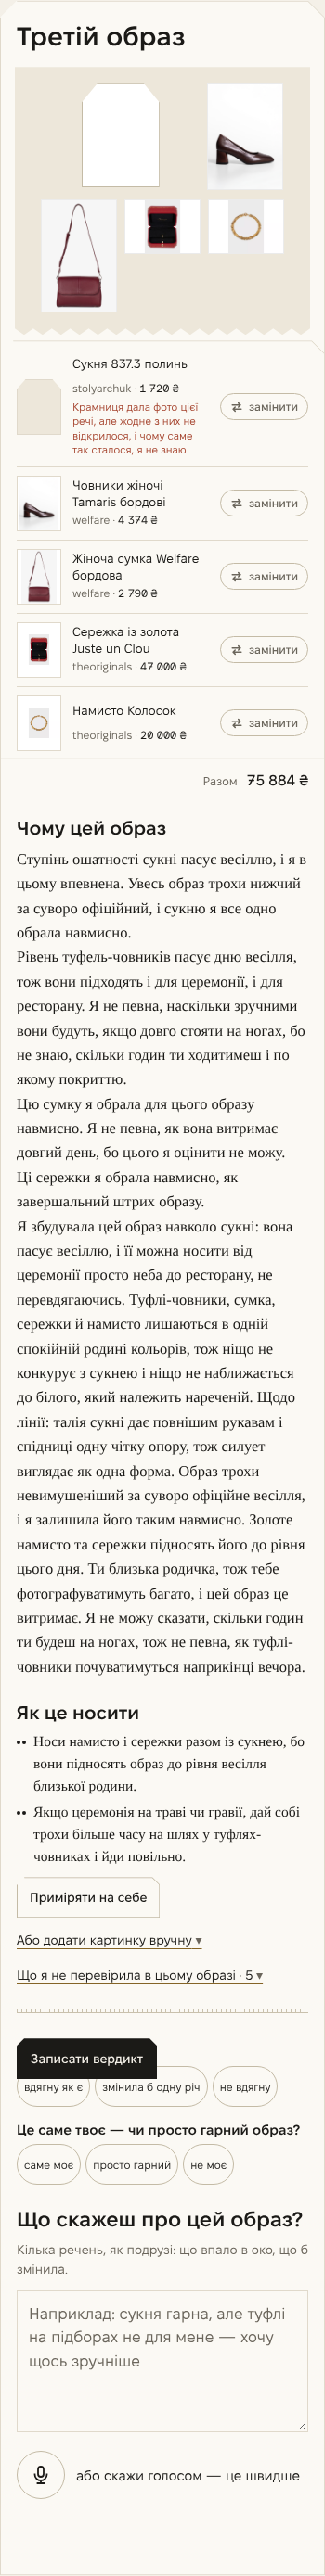 Третій образ
Сукня 837.3 полинь
stolyarchuk · 1 720 ₴
Крамниця дала фото цієї
речі, але жодне з них не
відкрилося, і чому саме
так сталося, я не знаю.
⇄ замінити
Човники жіночі
Tamaris бордові
welfare · 4 374 ₴
⇄ замінити
Жіноча сумка Welfare
бордова
welfare · 2 790 ₴
⇄ замінити
Сережка із золота
Juste un Clou
theoriginals · 47 000 ₴
⇄ замінити
Намисто Колосок
theoriginals · 20 000 ₴
⇄ замінити
Разом 75 884 ₴
Чому цей образ
Ступінь ошатності сукні пасує весіллю, і я в
цьому впевнена. Увесь образ трохи нижчий
за суворо офіційний, і сукню я все одно
обрала навмисно.
Рівень туфель-човників пасує дню весілля,
тож вони підходять і для церемонії, і для
ресторану. Я не певна, наскільки зручними
вони будуть, якщо довго стояти на ногах, бо
не знаю, скільки годин ти ходитимеш і по
якому покриттю.
Цю сумку я обрала для цього образу
навмисно. Я не певна, як вона витримає
довгий день, бо цього я оцінити не можу.
Ці сережки я обрала навмисно, як
завершальний штрих образу.
Я збудувала цей образ навколо сукні: вона
пасує весіллю, і її можна носити від
церемонії просто неба до ресторану, не
перевдягаючись. Туфлі-човники, сумка,
сережки й намисто лишаються в одній
спокійній родині кольорів, тож ніщо не
конкурує з сукнею і ніщо не наближається
до білого, який належить нареченій. Щодо
лінії: талія сукні дає повнішим рукавам і
спідниці одну чітку опору, тож силует
виглядає як одна форма. Образ трохи
невимушеніший за суворо офіційне весілля,
і я залишила його таким навмисно. Золоте
намисто та сережки підносять його до рівня
цього дня. Ти близька родичка, тож тебе
фотографуватимуть багато, і цей образ це
витримає. Я не можу сказати, скільки годин
ти будеш на ногах, тож не певна, як туфлі-
човники почуватимуться наприкінці вечора.
Як це носити
Носи намисто і сережки разом із сукнею, бо
вони підносять образ до рівня весілля
близької родини.
Якщо церемонія на траві чи гравії, дай собі
трохи більше часу на шлях у туфлях-
човниках і йди повільно.
Приміряти на себе
Або додати картинку вручну ▾
Що я не перевірила в цьому образі · 5 ▾
Записати вердикт
вдягну як є
змінила б одну річ
не вдягну
Це саме твоє — чи просто гарний образ?
саме моє
просто гарний
не моє
Що скажеш про цей образ?
Кілька речень, як подрузі: що впало в око, що б
змінила.
Наприклад: сукня гарна, але туфлі
на підборах не для мене — хочу
щось зручніше
або скажи голосом — це швидше